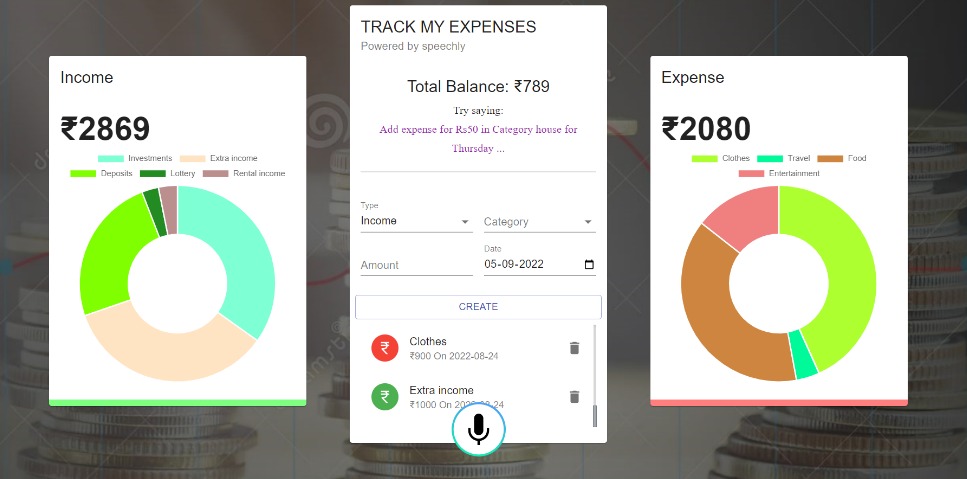 Income
₹2869
Investments Extra income
Deposits Lottery Rental income
TRACK MY EXPENSES
Powered by speechly
Total Balance: ₹789
Try saying:
Add expense for Rs50 in Category house for
Thursday ...
Type
Income
Category
Amount
Date
05-09-2022
CREATE
Clothes
₹900 On 2022-08-24
Extra income
₹1000 On 2022-08-24
Expense
₹2080
Clothes Travel Food
Entertainment